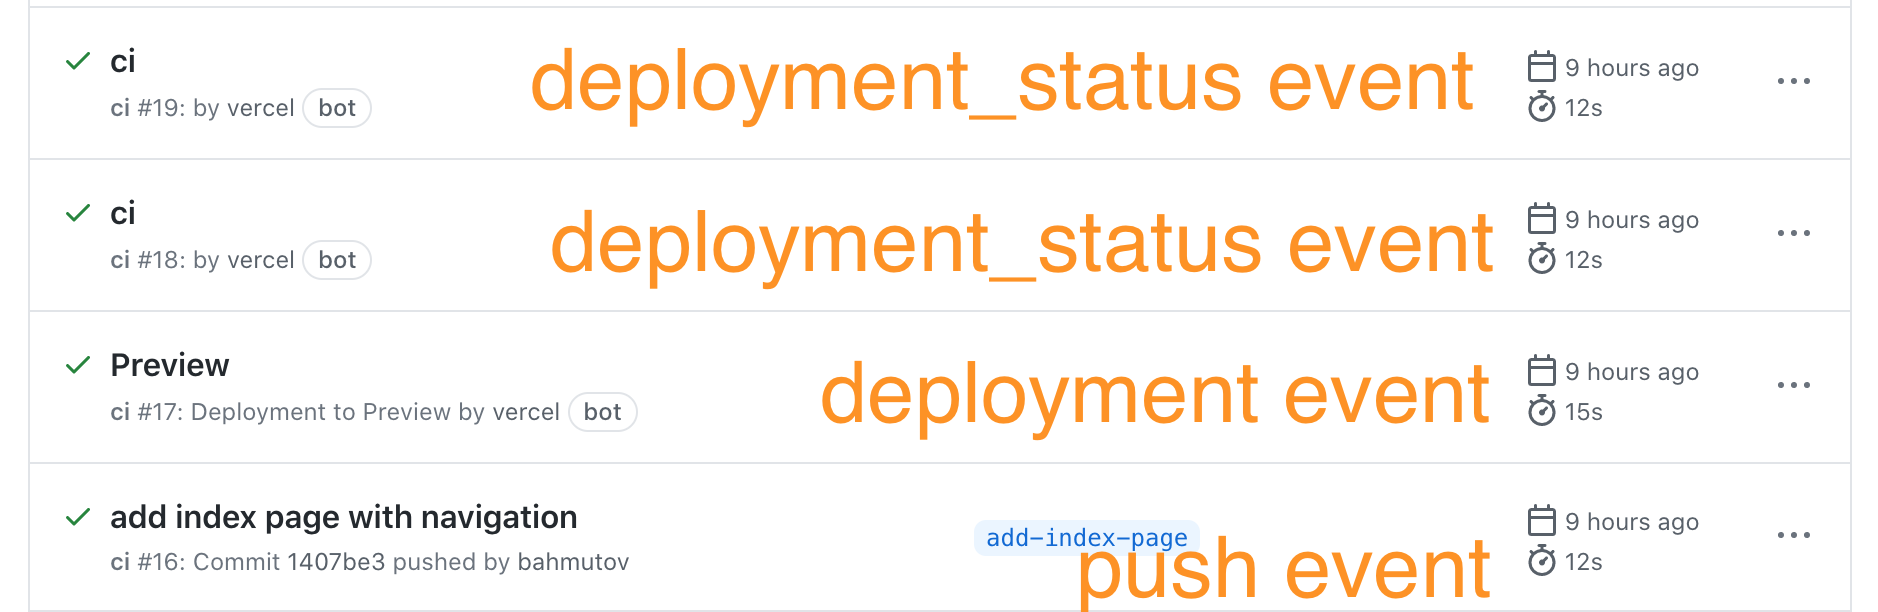 ci
deployment_status event
9 hours ago
ci #19: by vercel bot
12s
ci
deployment_status event
9 hours ago
ci #18: by vercel bot
12s
Preview
deployment event
9 hours ago
ci #17: Deployment to Preview by vercel bot
15s
add index page with navigation
add-index-page
9 hours ago
ci #16: Commit 1407be3 pushed by bahmutov
push event
12s